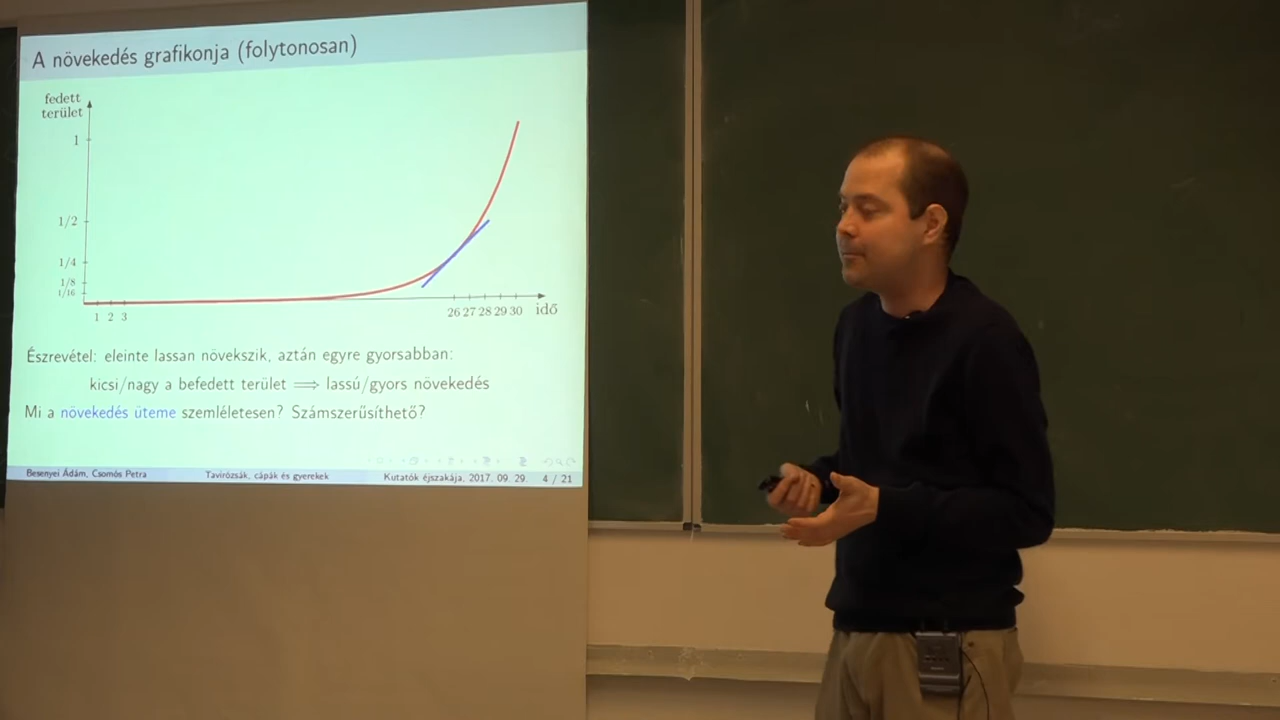 A növekedés grafikonja (folytonosan)
fedett
terület
1
1/2
1/4
1/8
1/16
1 2 3
26 27 28 29 30 idő
Észrevétel: eleinte lassan növekszik, aztán egyre gyorsabban:
kicsi/nagy a befedett terület ⟹ lassú/gyors növekedés
Mi a növekedés üteme szemléletesen? Számszerűsíthető?
Besenyei Ádám, Csomós Petra Tavirózsák, cápák és gyerekek Kutatók éjszakája, 2017. 09. 29. 4 / 21